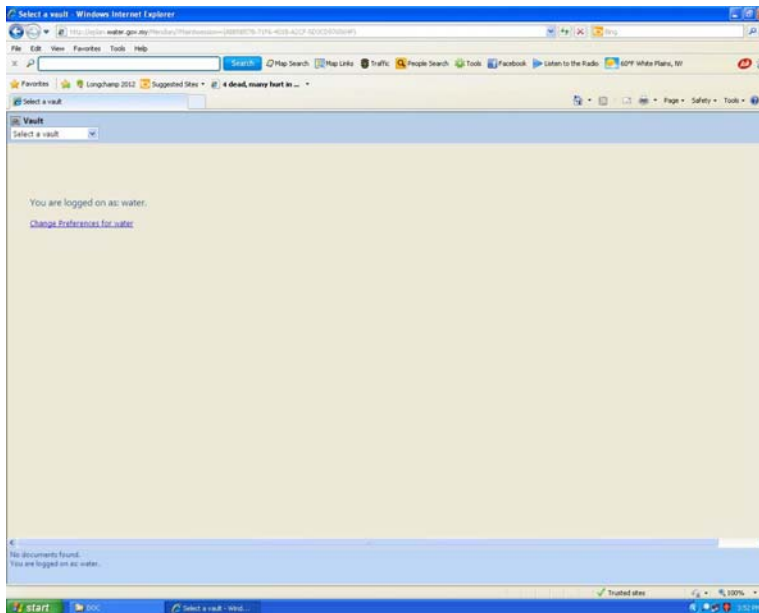 Select a vault - Windows Internet Explorer
Bing
File Edit View Favorites Tools Help
Search Map Search Map Links Traffic People Search Tools Facebook Listen to the Radio 60°F White Plains, NY
Favorites Longchamp 2012 Suggested Sites 4 dead, many hurt in ...
Select a vault Page Safety Tools
Vault
Select a vault
You are logged on as: water.
Change Preferences for water
No documents found.
You are logged on as: water.
Trusted sites 100%
start DOC Select a vault - Wind...